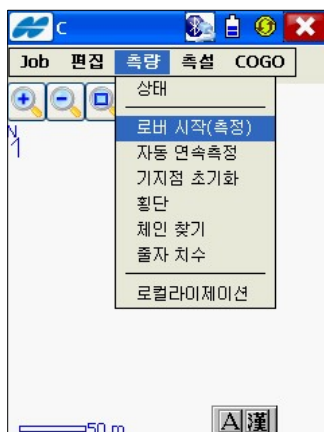 C
Job 편집 측량 측설 COGO
상태
로버 시작(측정)
자동 연속측정
기지점 초기화
횡단
체인 찾기
줄자 치수
로컬라이제이션
N
50 m
A 漢